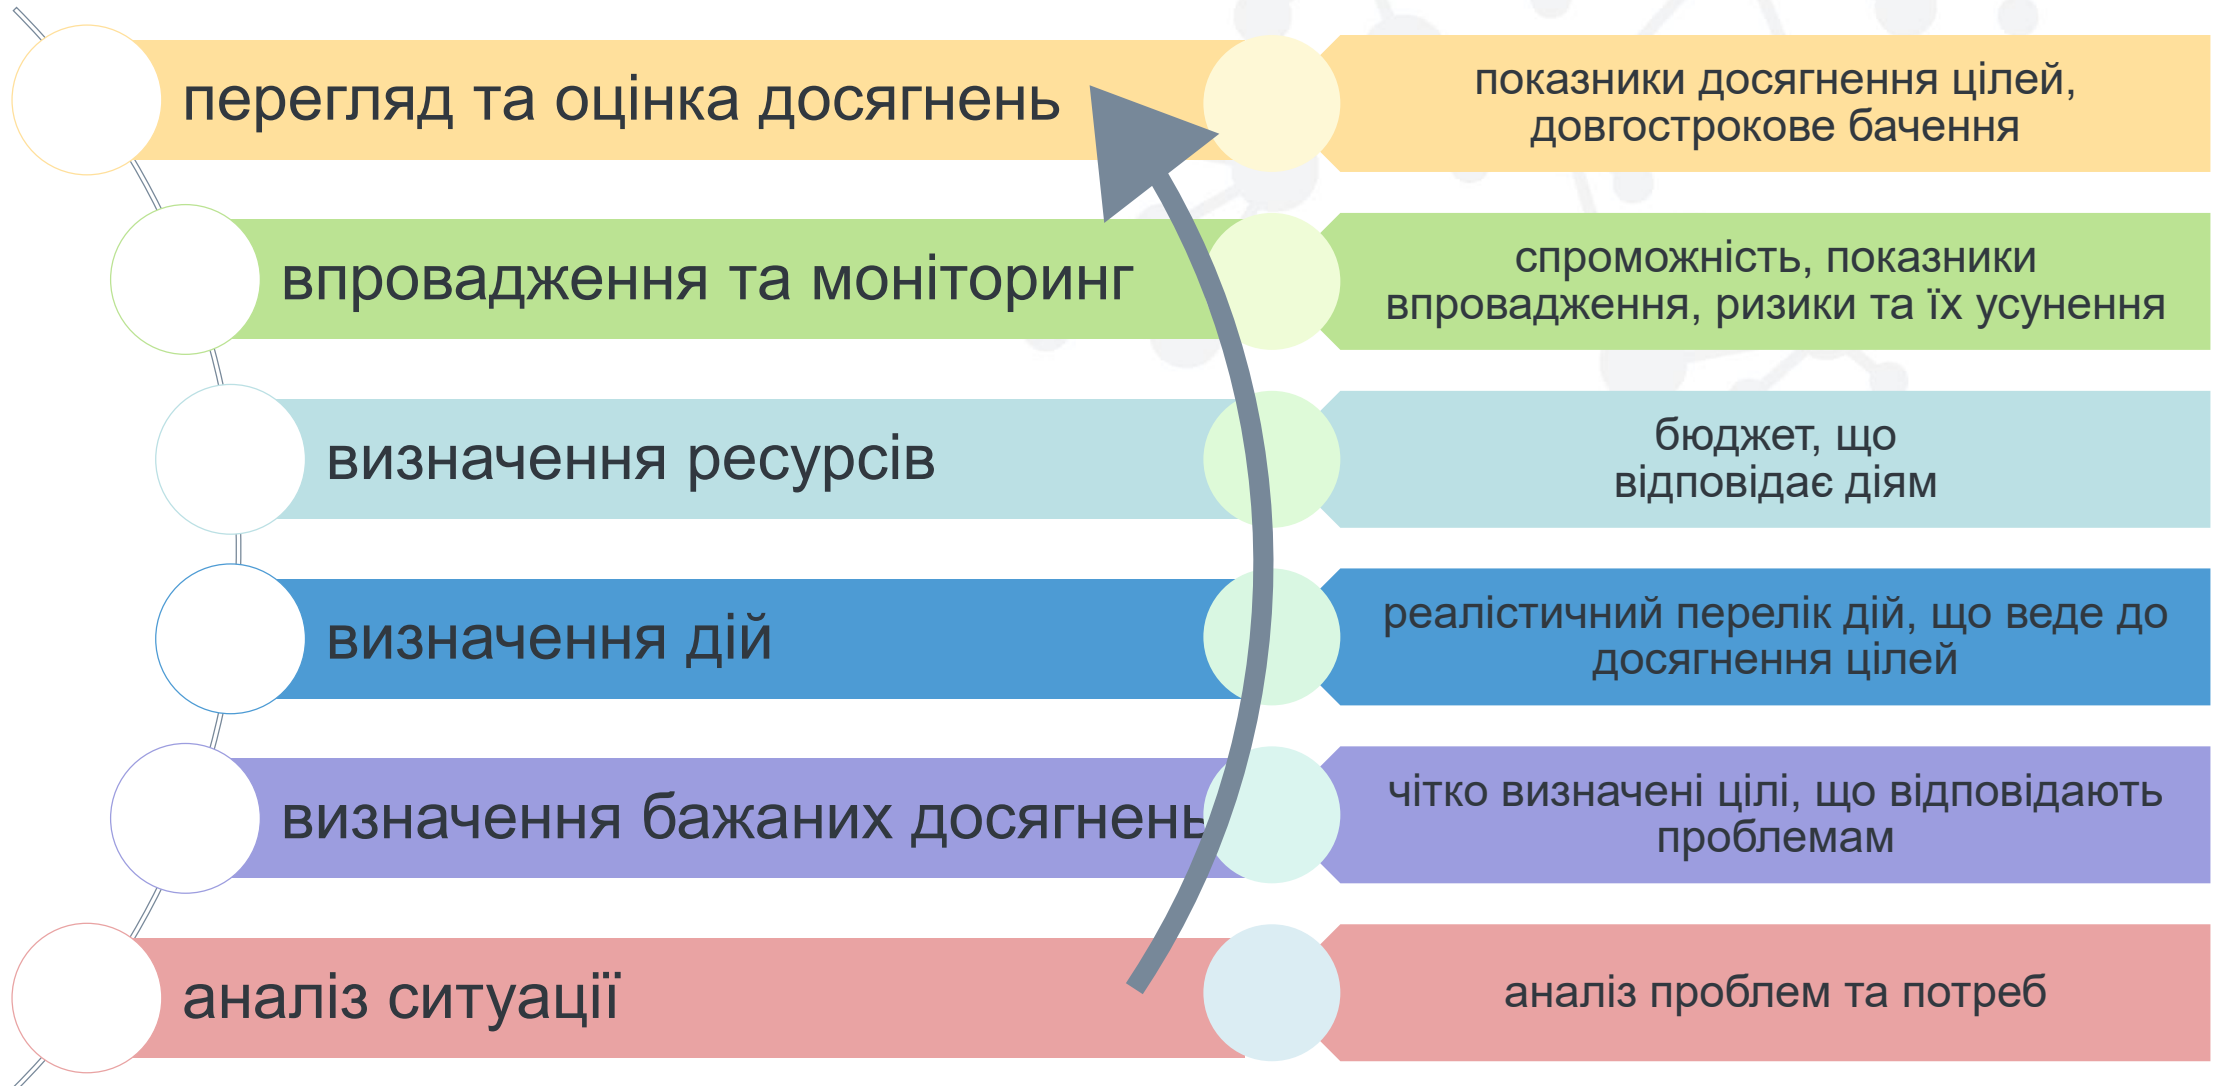 перегляд та оцінка досягнень
показники досягнення цілей,
довгострокове бачення
впровадження та моніторинг
спроможність, показники
впровадження, ризики та їх усунення
визначення ресурсів
бюджет, що
відповідає діям
визначення дій
реалістичний перелік дій, що веде до
досягнення цілей
визначення бажаних досягнень
чітко визначені цілі, що відповідають
проблемам
аналіз ситуації
аналіз проблем та потреб